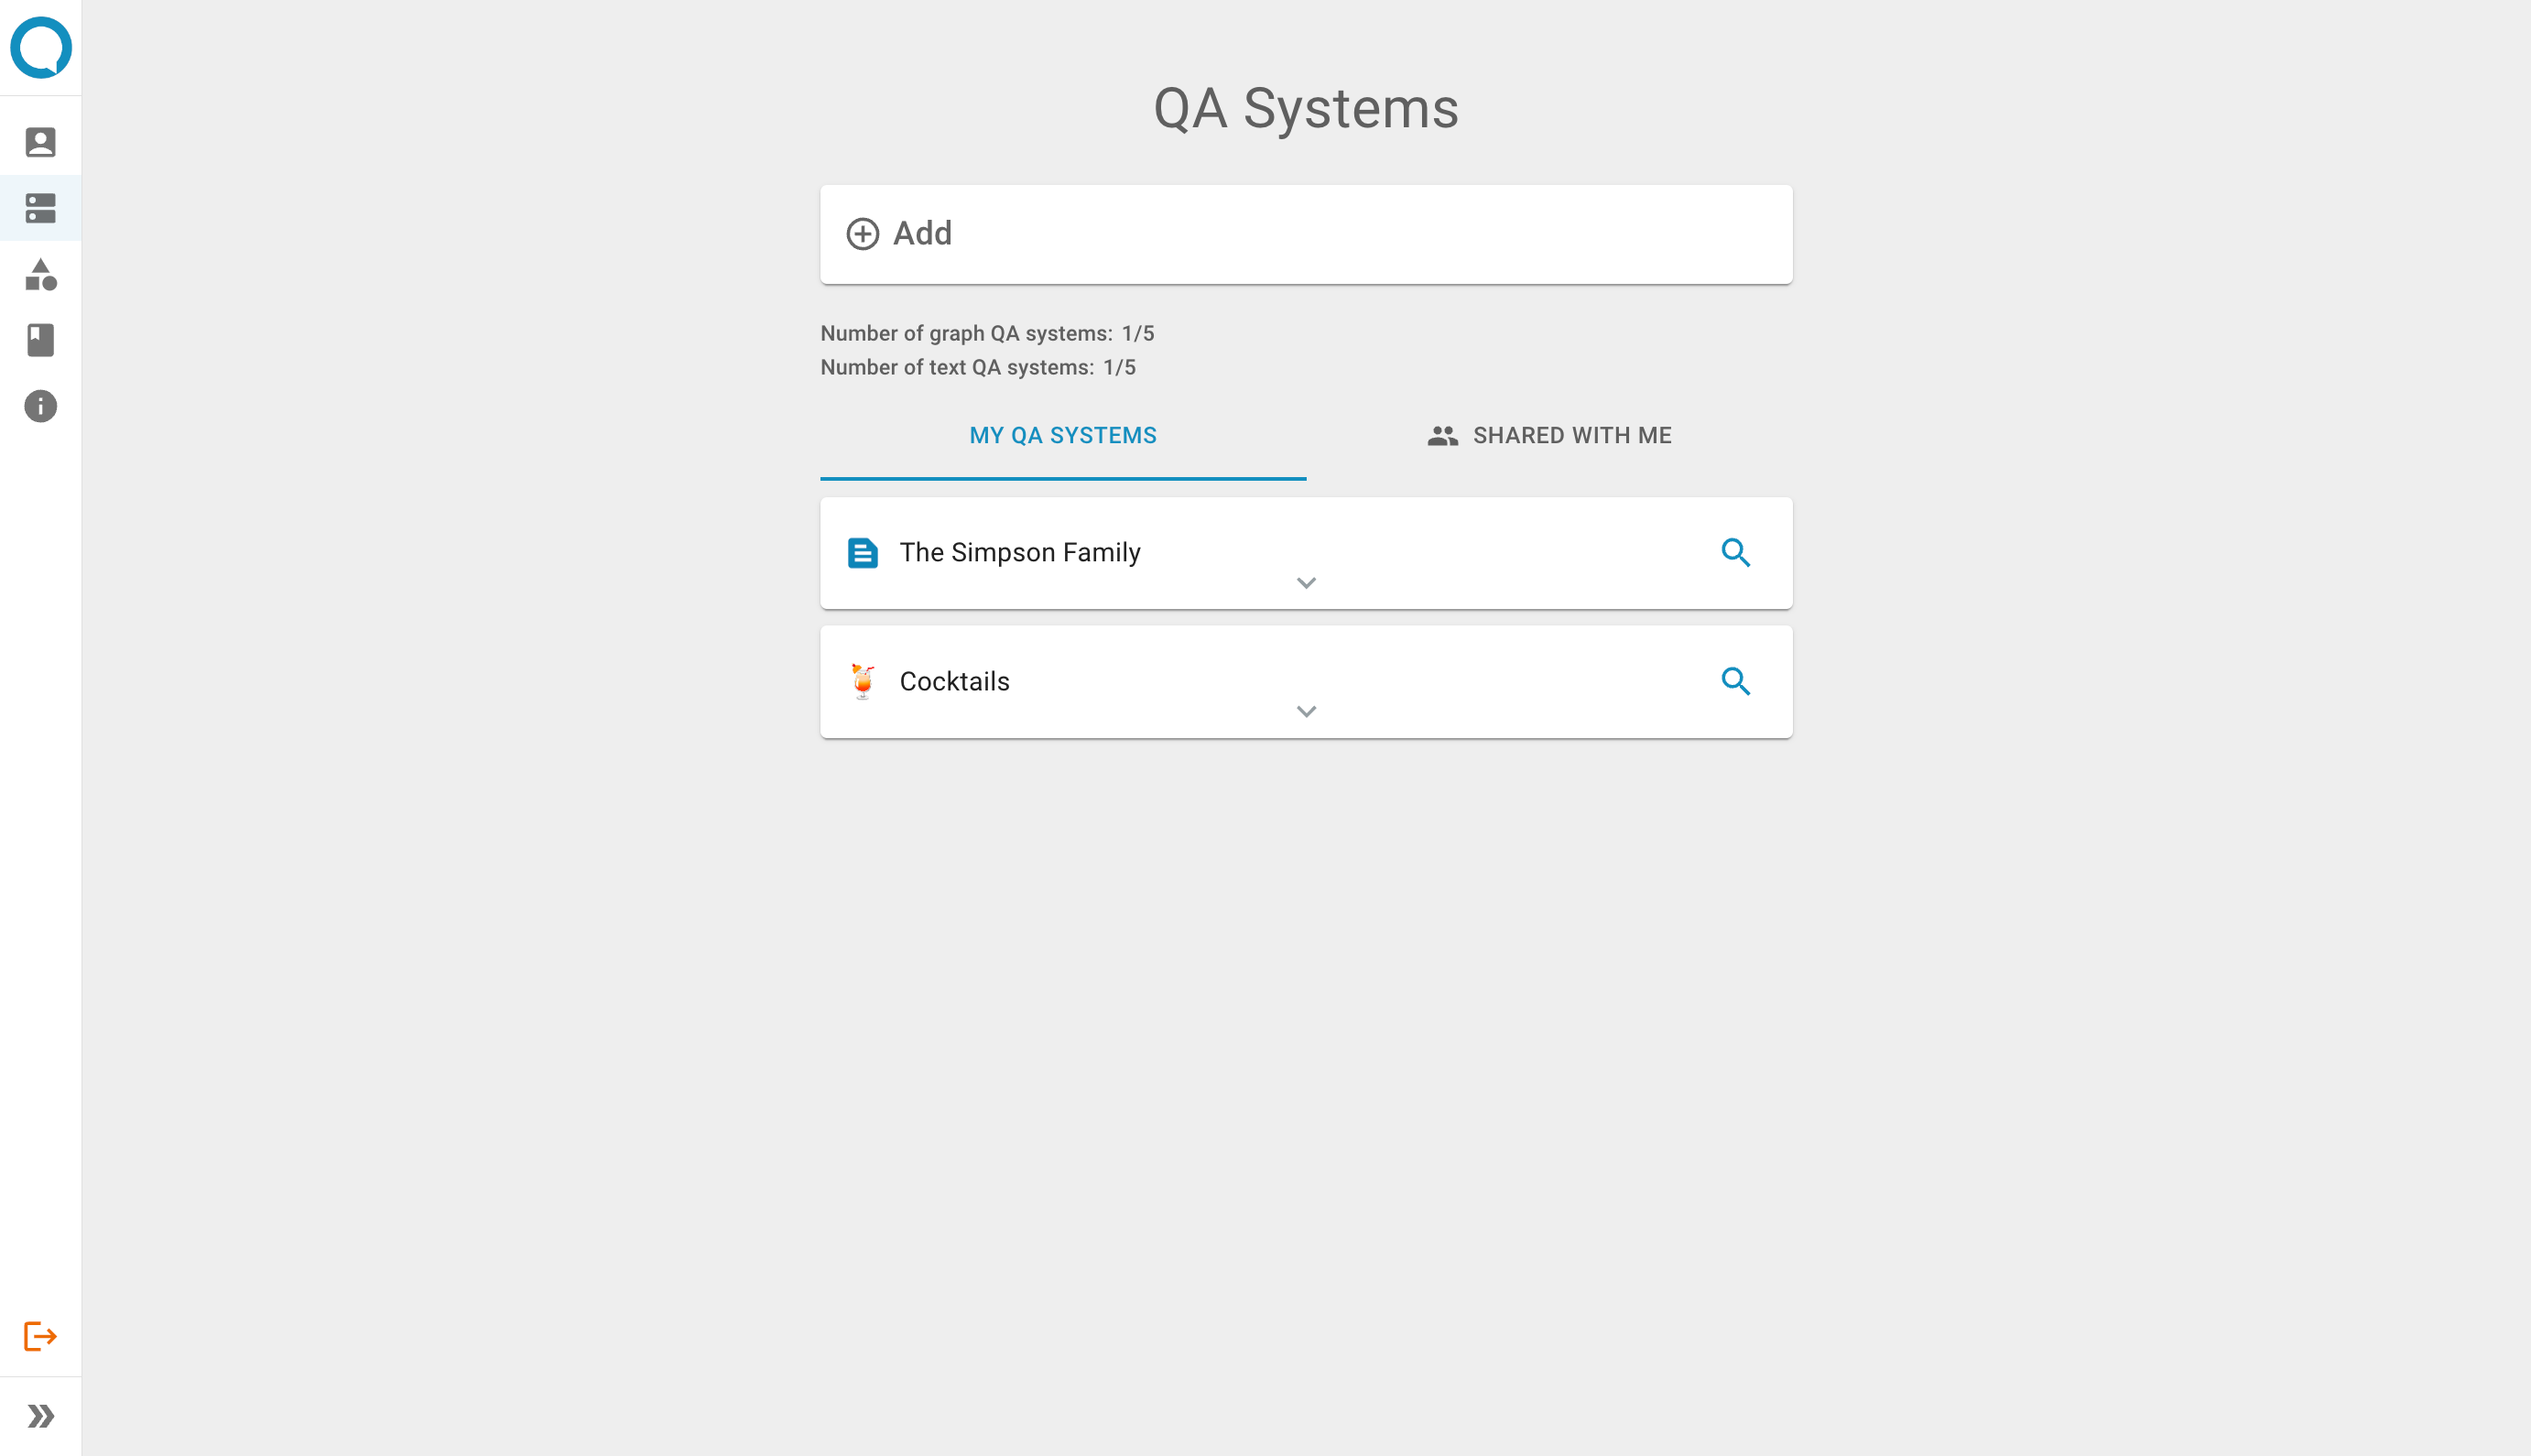 QA Systems
Add
Number of graph QA systems: 1/5
Number of text QA systems: 1/5
MY QA SYSTEMS
SHARED WITH ME
The Simpson Family
Cocktails